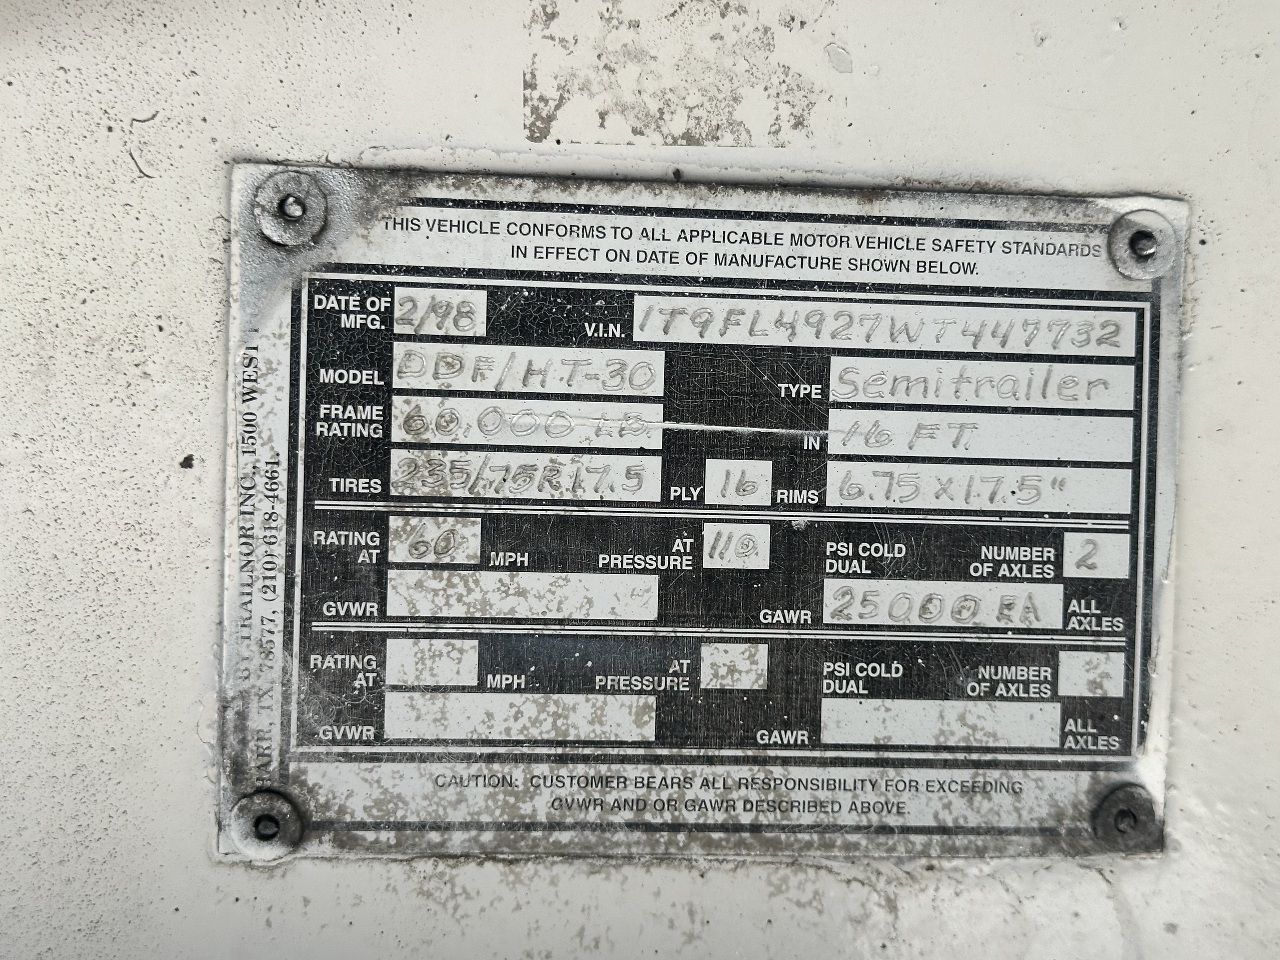 THIS VEHICLE CONFORMS TO ALL APPLICABLE MOTOR VEHICLE SAFETY STANDARDS
IN EFFECT ON DATE OF MANUFACTURE SHOWN BELOW.
DATE OF MFG. 2/98 V.I.N. 1T9FL4927WT447732
MODEL DDF/HT-30 TYPE Semitrailer
FRAME RATING 60,000 LB IN 16 FT
TIRES 235/75R17.5 PLY 16 RIMS 6.75 X 17.5"
RATING AT 60 MPH AT PRESSURE 110 PSI COLD DUAL NUMBER OF AXLES 2
GVWR GAWR 25000 EA ALL AXLES
RATING AT MPH AT PRESSURE PSI COLD DUAL NUMBER OF AXLES
GVWR GAWR ALL AXLES
CAUTION: CUSTOMER BEARS ALL RESPONSIBILITY FOR EXCEEDING
GVWR AND OR GAWR DESCRIBED ABOVE.
BY TRAILNOR INC., 1500 WEST
PHARR, TX 78577, (210) 618-4661